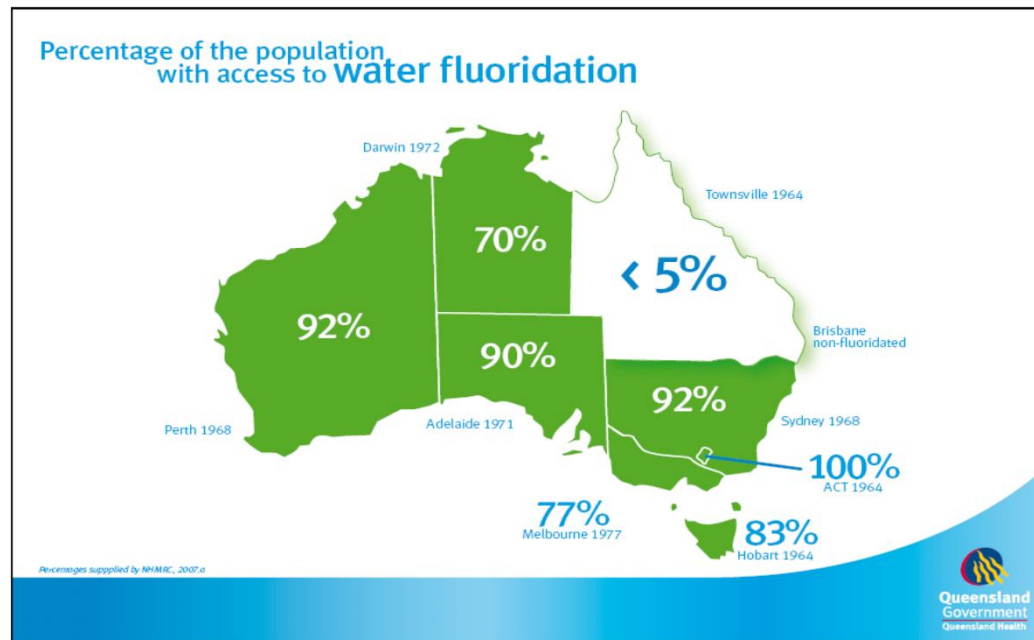 Percentage of the population
with access to water fluoridation
Darwin 1972
Townsville 1964
70%
< 5%
92%
Brisbane
non-fluoridated
90%
92%
Perth 1968
Adelaide 1971
Sydney 1968
100%
ACT 1964
77%
Melbourne 1977
83%
Hobart 1964
Percentages suppplied by NHMRC, 2007.a
Queensland
Government
Queensland Health